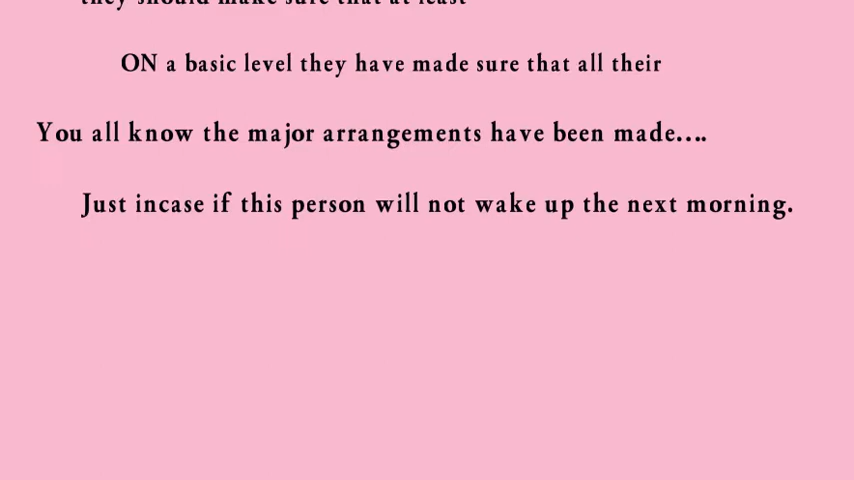 they should make sure that at least
ON a basic level they have made sure that all their
You all know the major arrangements have been made....
Just incase if this person will not wake up the next morning.